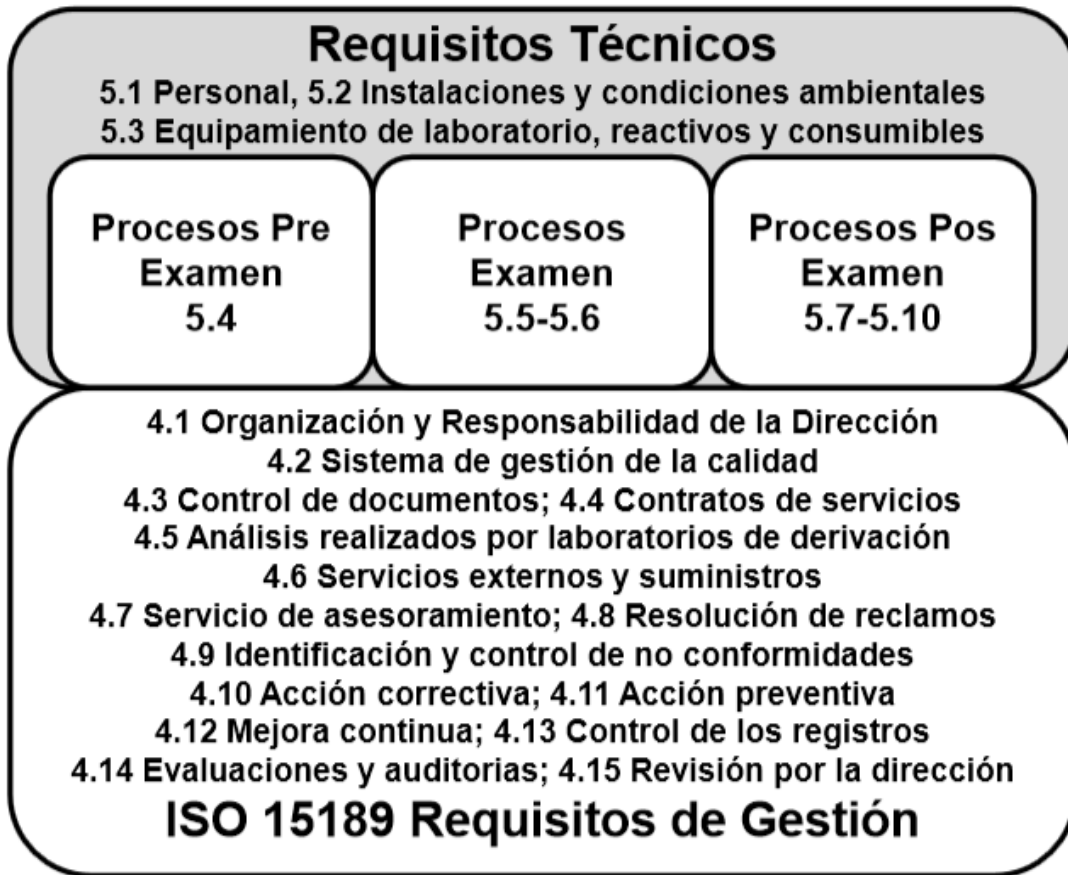 Requisitos Técnicos
5.1 Personal, 5.2 Instalaciones y condiciones ambientales
5.3 Equipamiento de laboratorio, reactivos y consumibles
Procesos Pre
Examen
5.4
Procesos
Examen
5.5-5.6
Procesos Pos
Examen
5.7-5.10
4.1 Organización y Responsabilidad de la Dirección
4.2 Sistema de gestión de la calidad
4.3 Control de documentos; 4.4 Contratos de servicios
4.5 Análisis realizados por laboratorios de derivación
4.6 Servicios externos y suministros
4.7 Servicio de asesoramiento; 4.8 Resolución de reclamos
4.9 Identificación y control de no conformidades
4.10 Acción correctiva; 4.11 Acción preventiva
4.12 Mejora continua; 4.13 Control de los registros
4.14 Evaluaciones y auditorias; 4.15 Revisión por la dirección
ISO 15189 Requisitos de Gestión